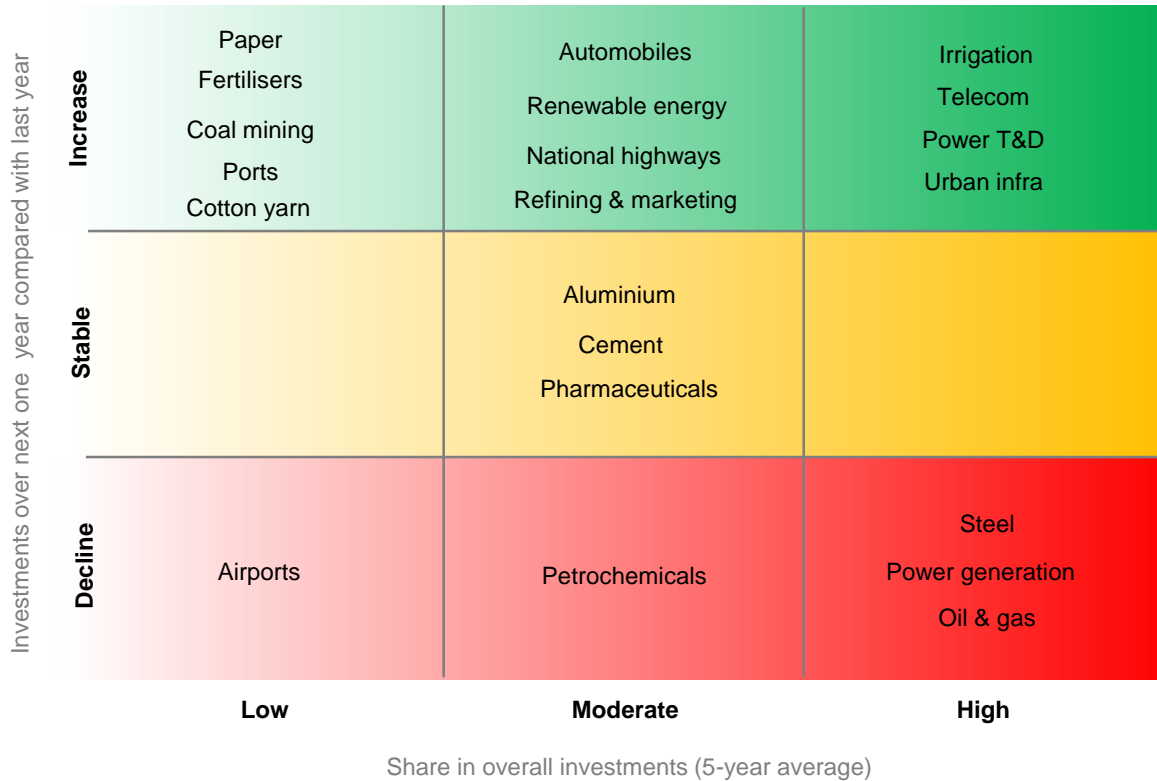 Investments over next one year compared with last year
Increase
Paper
Fertilisers
Coal mining
Ports
Cotton yarn
Automobiles
Renewable energy
National highways
Refining & marketing
Irrigation
Telecom
Power T&D
Urban infra
Stable
Aluminium
Cement
Pharmaceuticals
Decline
Airports
Petrochemicals
Steel
Power generation
Oil & gas
Low
Moderate
High
Share in overall investments (5-year average)